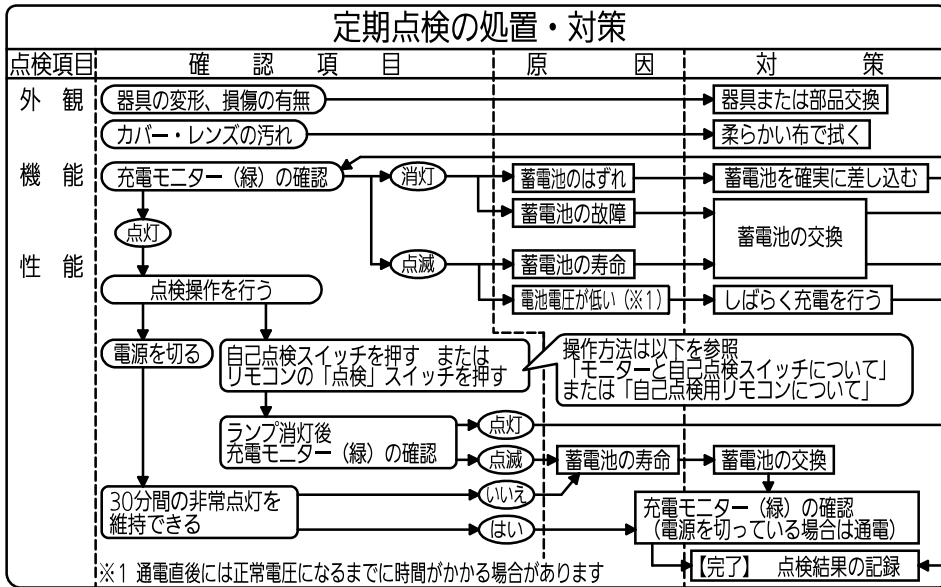 定期点検の処置・対策
点検項目 確認項目 原因 対策
外観 器具の変形、損傷の有無 器具または部品交換
カバー・レンズの汚れ 柔らかい布で拭く
機能 充電モニター（緑）の確認 消灯 蓄電池のはずれ 蓄電池を確実に差し込む
蓄電池の故障
点灯 蓄電池の交換
性能 点滅 蓄電池の寿命
点検操作を行う 電池電圧が低い（※1） しばらく充電を行う
電源を切る
自己点検スイッチを押す または
リモコンの「点検」スイッチを押す
操作方法は以下を参照
「モニターと自己点検スイッチについて」
または「自己点検用リモコンについて」
ランプ消灯後
充電モニター（緑）の確認
点灯
点滅 蓄電池の寿命 蓄電池の交換
30分間の非常点灯を
維持できる
いいえ
はい
充電モニター（緑）の確認
（電源を切っている場合は通電）
【完了】 点検結果の記録
※1 通電直後には正常電圧になるまでに時間がかかる場合があります